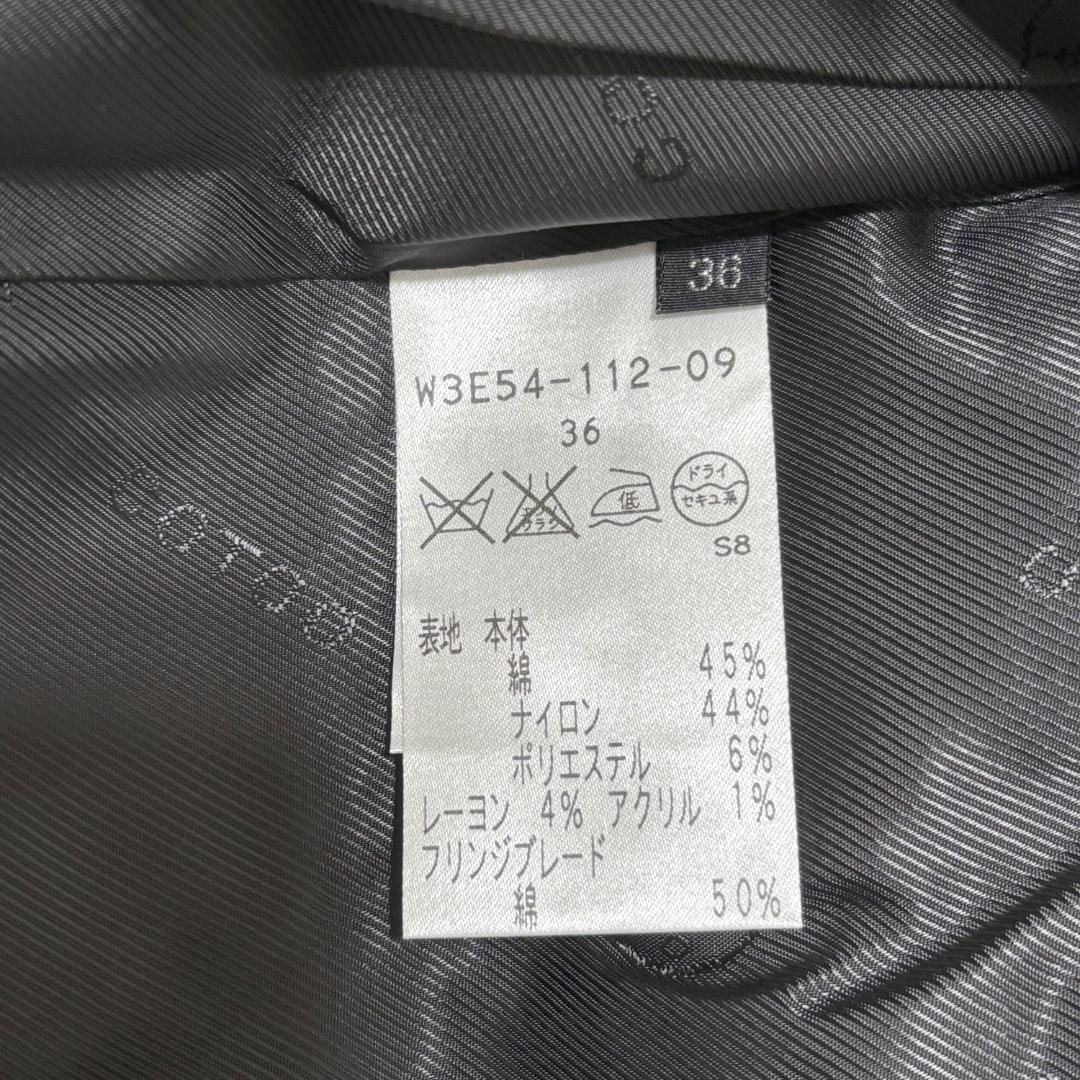 36
W3E54-112-09
36
低
ドライ
セキユ系
S8
表地 本体
綿 45%
ナイロン 44%
ポリエステル 6%
レーヨン 4% アクリル 1%
フリンジブレード
綿 50%